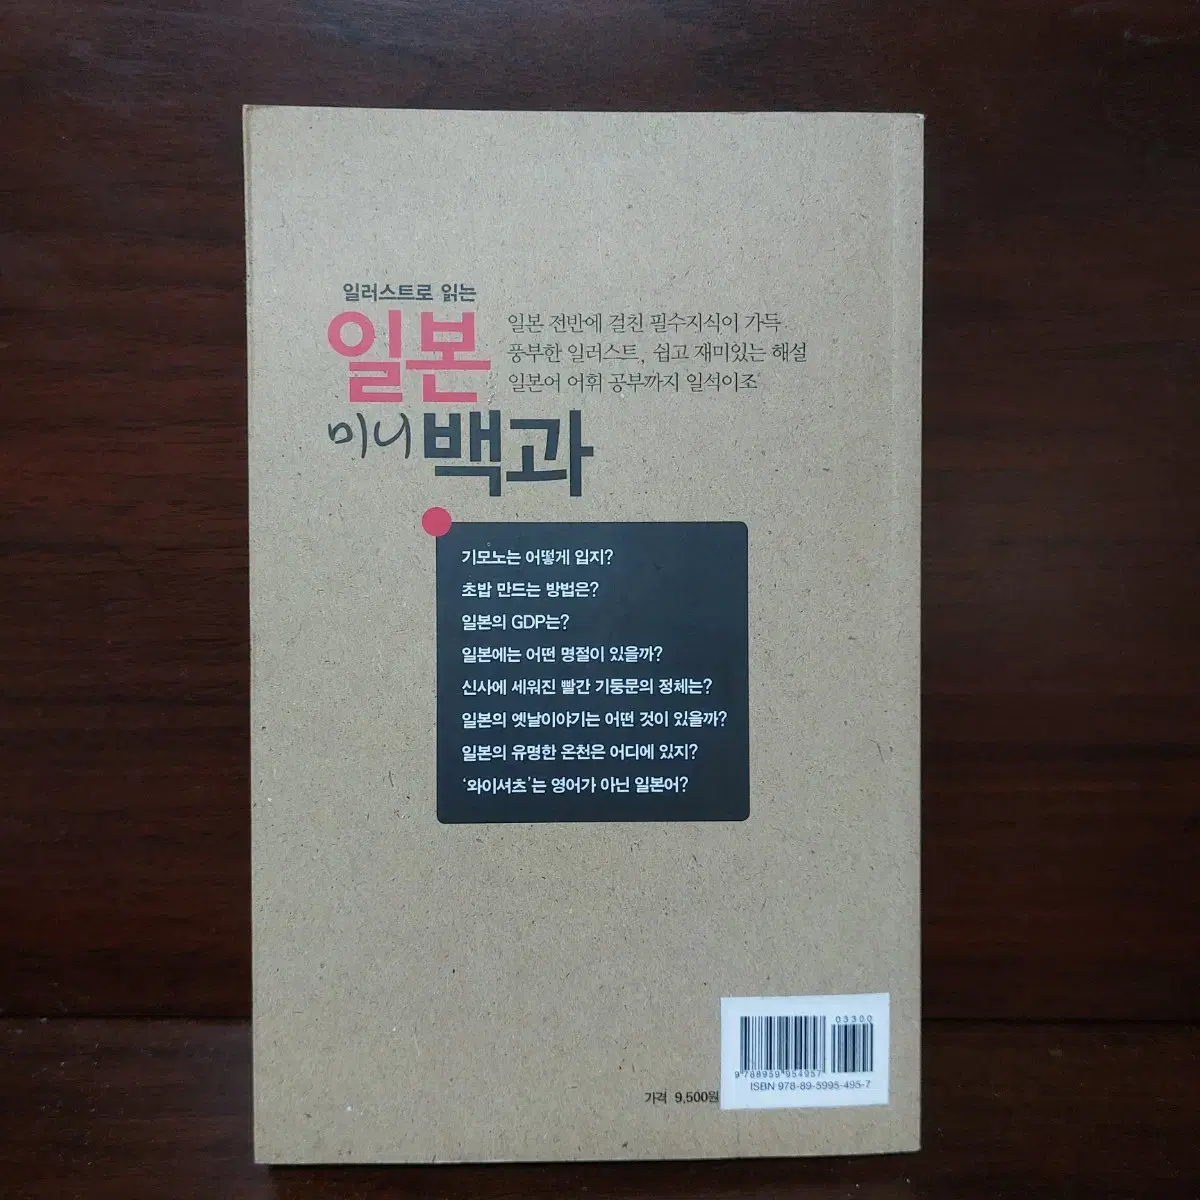 일러스트로 읽는
일본
미니 백과
일본 전반에 걸친 필수지식이 가득
풍부한 일러스트, 쉽고 재미있는 해설
일본어 어휘 공부까지 일석이조
기모노는 어떻게 입지?
초밥 만드는 방법은?
일본의 GDP는?
일본에는 어떤 명절이 있을까?
신사에 세워진 빨간 기둥문의 정체는?
일본의 옛날이야기는 어떤 것이 있을까?
일본의 유명한 온천은 어디에 있지?
‘와이셔츠’는 영어가 아닌 일본어?
03300
9 788959 954957
ISBN 978-89-5995-495-7
가격 9,500원